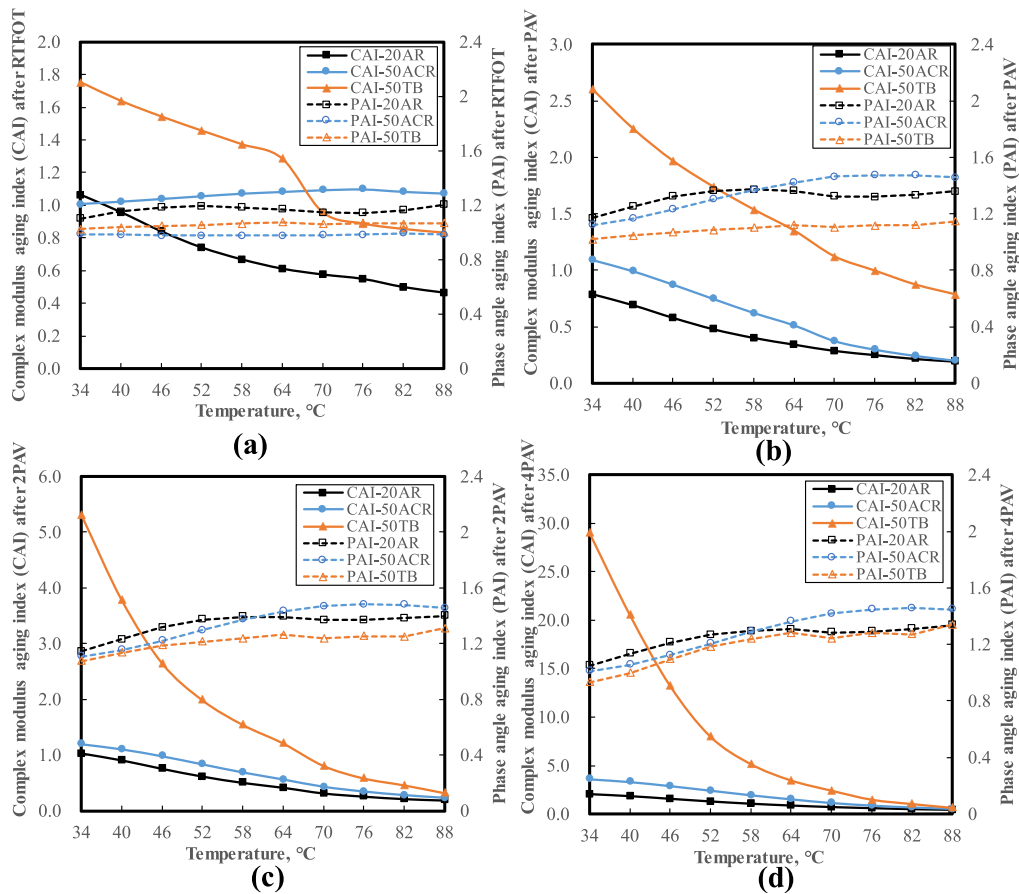 Complex modulus aging index (CAI) after RTFOT
2.0
1.8
1.6
1.4
1.2
1.0
0.8
0.6
0.4
0.2
0.0
CAI-20AR
CAI-50ACR
CAI-50TB
PAI-20AR
PAI-50ACR
PAI-50TB
2.4
2
1.6
1.2
0.8
0.4
0
Phase angle aging index (PAI) after RTFOT
34 40 46 52 58 64 70 76 82 88
Temperature, °C
(a)
Complex modulus aging index (CAI) after PAV
3.0
2.5
2.0
1.5
1.0
0.5
0.0
CAI-20AR
CAI-50ACR
CAI-50TB
PAI-20AR
PAI-50ACR
PAI-50TB
2.4
2
1.6
1.2
0.8
0.4
0
Phase angle aging index (PAI) after PAV
34 40 46 52 58 64 70 76 82 88
Temperature, °C
(b)
Complex modulus aging index (CAI) after 2PAV
6.0
5.0
4.0
3.0
2.0
1.0
0.0
CAI-20AR
CAI-50ACR
CAI-50TB
PAI-20AR
PAI-50ACR
PAI-50TB
2.4
2
1.6
1.2
0.8
0.4
0
Phase angle aging index (PAI) after 2PAV
34 40 46 52 58 64 70 76 82 88
Temperature, °C
(c)
Complex modulus aging index (CAI) after 4PAV
35.0
30.0
25.0
20.0
15.0
10.0
5.0
0.0
CAI-20AR
CAI-50ACR
CAI-50TB
PAI-20AR
PAI-50ACR
PAI-50TB
2.4
2
1.6
1.2
0.8
0.4
0
Phase angle aging index (PAI) after 4PAV
34 40 46 52 58 64 70 76 82 88
Temperature, °C
(d)